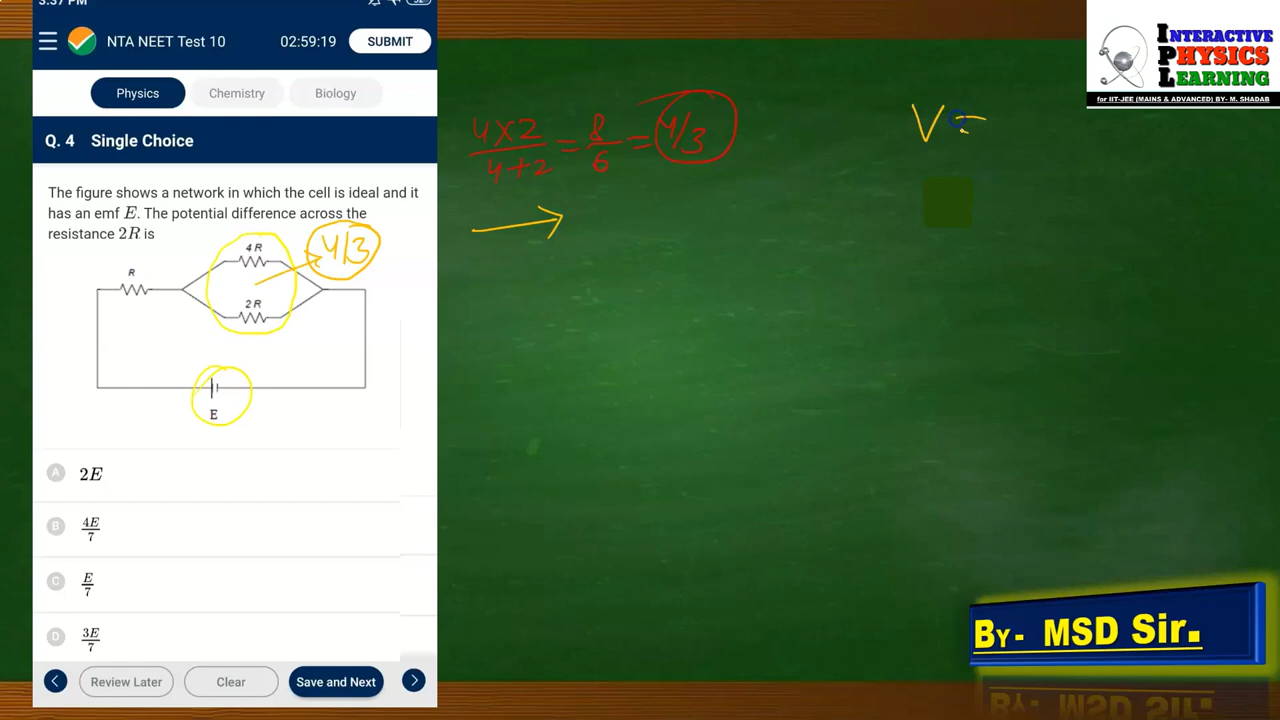 3:37 PM
NTA NEET Test 10
02:59:19
SUBMIT
Physics
Chemistry
Biology
Q. 4 Single Choice
The figure shows a network in which the cell is ideal and it
has an emf E. The potential difference across the
resistance 2R is
4 R
4/3
R
2 R
E
A 2E
B 4E/7
C E/7
D 3E/7
Review Later
Clear
Save and Next
4×2/4+2 = 8/6 = 4/3
V =
INTERACTIVE
PHYSICS
LEARNING
for IIT-JEE (MAINS & ADVANCED) BY- M. SHADAB
BY- MSD Sir.